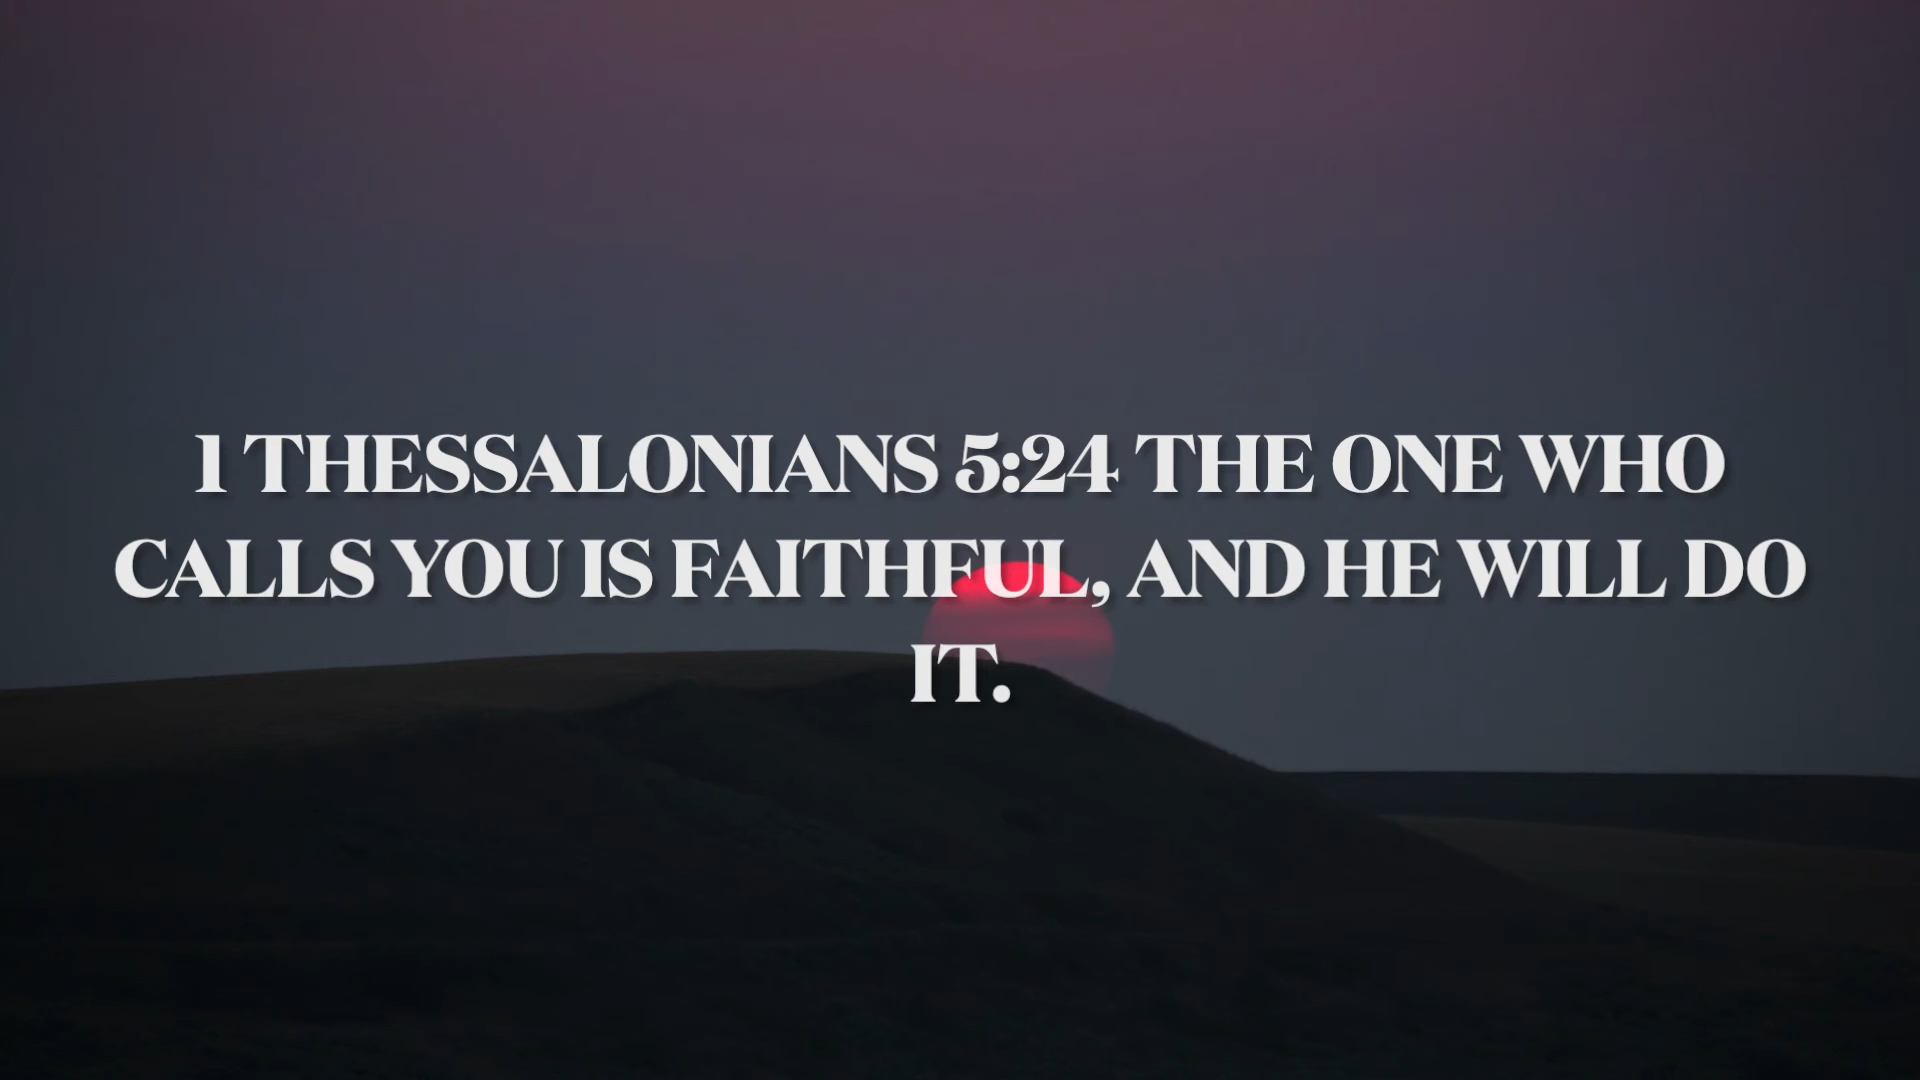 1 THESSALONIANS 5:24 THE ONE WHO
CALLS YOU IS FAITHFUL, AND HE WILL DO
IT.